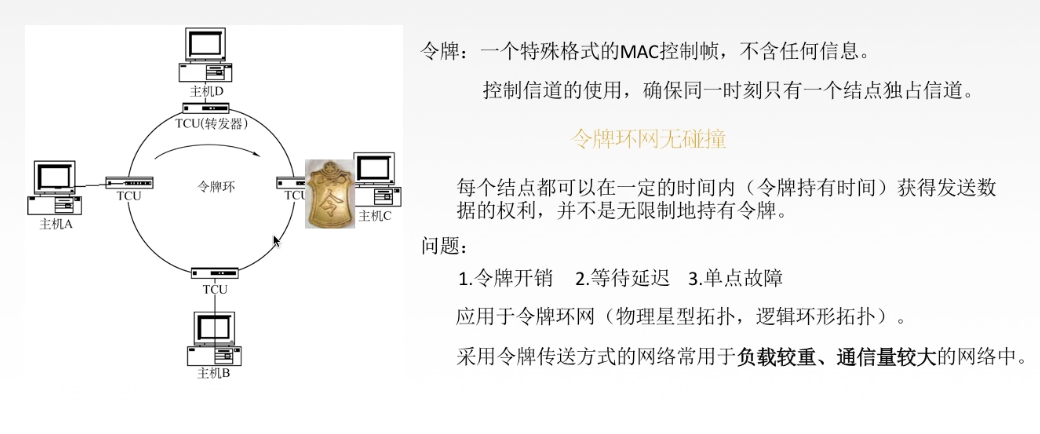 主机D
TCU(转发器)
令牌环
TCU
主机A
TCU
令
主机C
TCU
主机B
令牌：一个特殊格式的MAC控制帧，不含任何信息。
控制信道的使用，确保同一时刻只有一个结点独占信道。
令牌环网无碰撞
每个结点都可以在一定的时间内（令牌持有时间）获得发送数
据的权利，并不是无限制地持有令牌。
问题：
1.令牌开销 2.等待延迟 3.单点故障
应用于令牌环网（物理星型拓扑，逻辑环形拓扑）。
采用令牌传送方式的网络常用于负载较重、通信量较大的网络中。